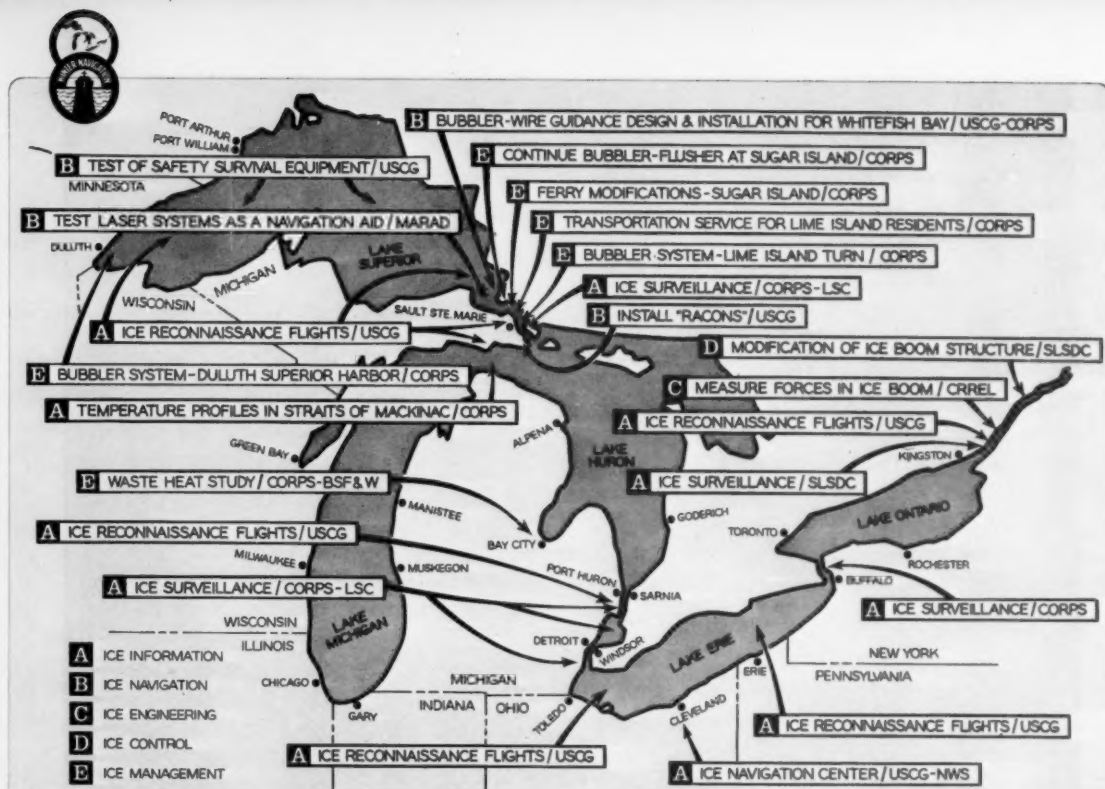 WINTER NAVIGATION
PORT ARTHUR
PORT WILLIAM
B BUBBLER-WIRE GUIDANCE DESIGN & INSTALLATION FOR WHITEFISH BAY/USCG-CORPS
B TEST OF SAFETY SURVIVAL EQUIPMENT/USCG
E CONTINUE BUBBLER-FLUSHER AT SUGAR ISLAND/CORPS
MINNESOTA
E FERRY MODIFICATIONS-SUGAR ISLAND/CORPS
B TEST LASER SYSTEMS AS A NAVIGATION AID/MARAD
E TRANSPORTATION SERVICE FOR LIME ISLAND RESIDENTS/CORPS
DULUTH
LAKE
SUPERIOR
E BUBBLER SYSTEM-LIME ISLAND TURN/CORPS
MICHIGAN
WISCONSIN
A ICE SURVEILLANCE/CORPS-LSC
SAULT STE. MARIE
B INSTALL "RACONS"/USCG
A ICE RECONNAISSANCE FLIGHTS/USCG
D MODIFICATION OF ICE BOOM STRUCTURE/SLSDC
E BUBBLER SYSTEM-DULUTH SUPERIOR HARBOR/CORPS
C MEASURE FORCES IN ICE BOOM/CRREL
A TEMPERATURE PROFILES IN STRAITS OF MACKINAC/CORPS
A ICE RECONNAISSANCE FLIGHTS/USCG
ALPENA
GREEN BAY
LAKE
HURON
KINGSTON
E WASTE HEAT STUDY/CORPS-BSF&W
A ICE SURVEILLANCE/SLSDC
MANISTEE
GODERICH
LAKE ONTARIO
A ICE RECONNAISSANCE FLIGHTS/USCG
BAY CITY
TORONTO
MILWAUKEE
MUSKEGON
PORT HURON
ROCHESTER
A ICE SURVEILLANCE/CORPS-LSC
SARNIA
BUFFALO
A ICE SURVEILLANCE/CORPS
WISCONSIN
ILLINOIS
LAKE
MICHIGAN
DETROIT
WINDSOR
LAKE ERIE
A ICE INFORMATION
NEW YORK
PENNSYLVANIA
ERIE
B ICE NAVIGATION
CHICAGO
MICHIGAN
INDIANA
OHIO
GARY
TOLEDO
CLEVELAND
C ICE ENGINEERING
A ICE RECONNAISSANCE FLIGHTS/USCG
D ICE CONTROL
A ICE RECONNAISSANCE FLIGHTS/USCG
E ICE MANAGEMENT
A ICE NAVIGATION CENTER/USCG-NWS